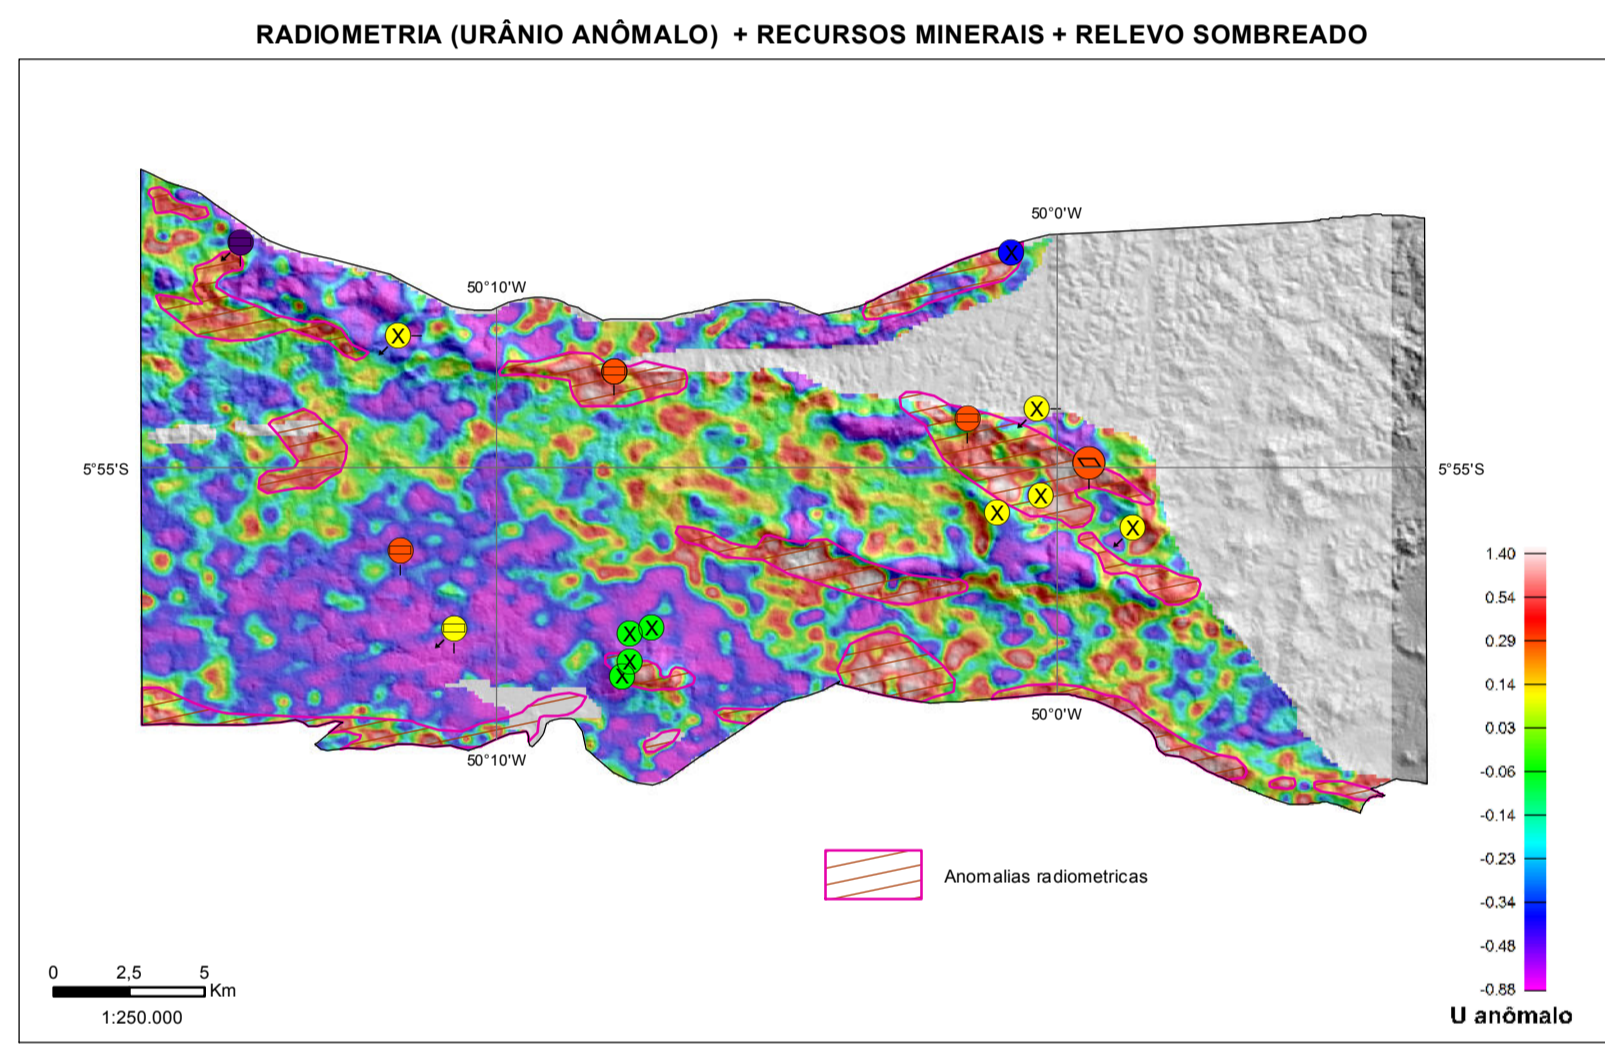 RADIOMETRIA (URÂNIO ANÔMALO) + RECURSOS MINERAIS + RELEVO SOMBREADO
50°0'W
50°10'W
X
X
X
5°55'S
5°55'S
X
X
X
X
X
X
X
50°0'W
50°10'W
1.40
0.54
0.29
0.14
0.03
-0.06
-0.14
-0.23
-0.34
-0.48
-0.88
U anômalo
Anomalias radiometricas
0 2,5 5
Km
1:250.000